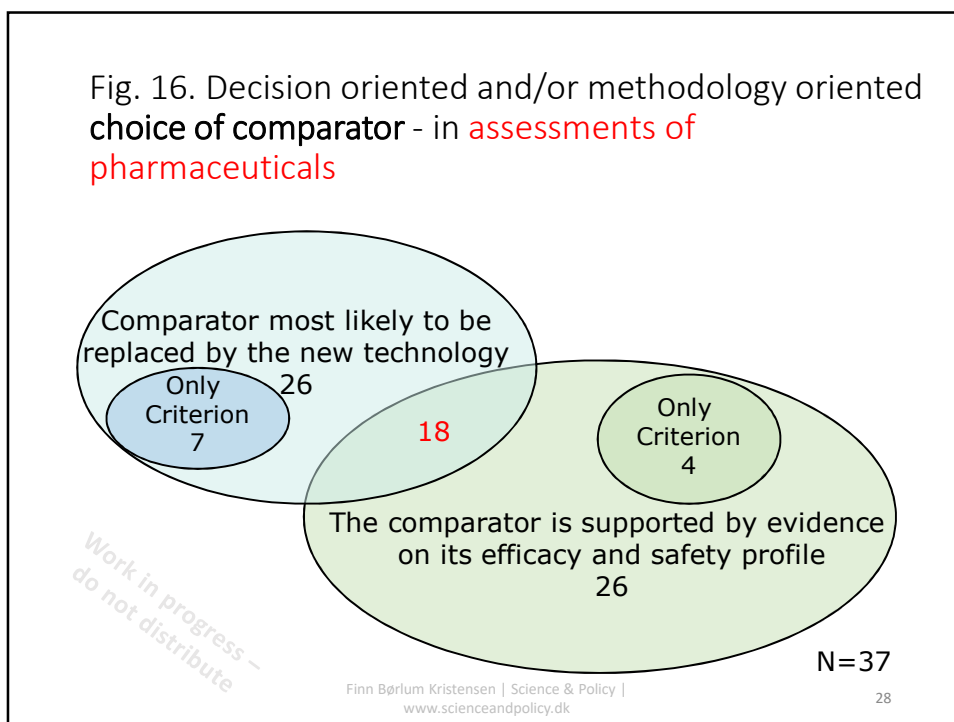 Fig. 16. Decision oriented and/or methodology oriented
choice of comparator - in assessments of
pharmaceuticals
Comparator most likely to be
replaced by the new technology
26
Only
Criterion
7
18
Only
Criterion
4
The comparator is supported by evidence
on its efficacy and safety profile
26
Work in progress –
do not distribute
N=37
Finn Børlum Kristensen | Science & Policy |
www.scienceandpolicy.dk
28